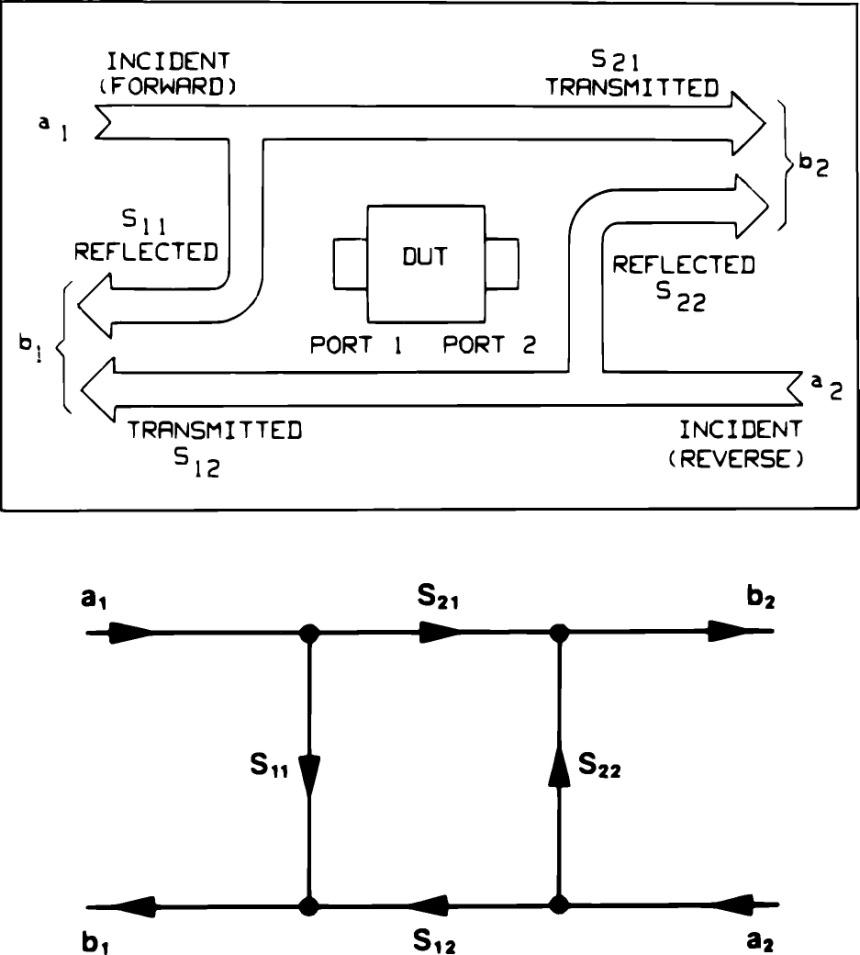 INCIDENT
(FORWARD)
S21
TRANSMITTED
a1
b2
S11
REFLECTED
DUT
REFLECTED
S22
b1
PORT 1 PORT 2
a2
TRANSMITTED
S12
INCIDENT
(REVERSE)
a1 S21 b2
S11 S22
b1 S12 a2